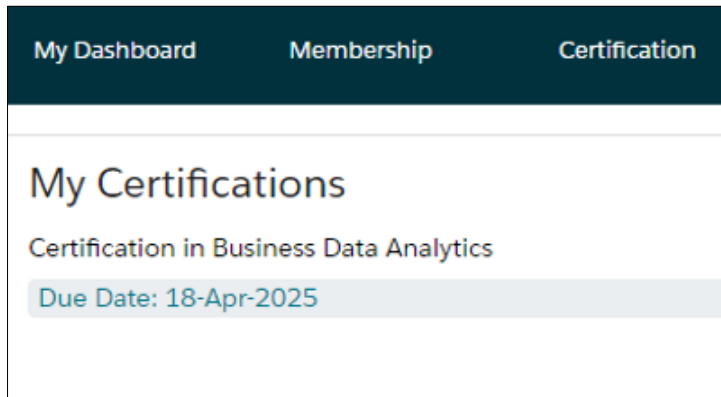 My Dashboard Membership Certification
My Certifications
Certification in Business Data Analytics
Due Date: 18-Apr-2025